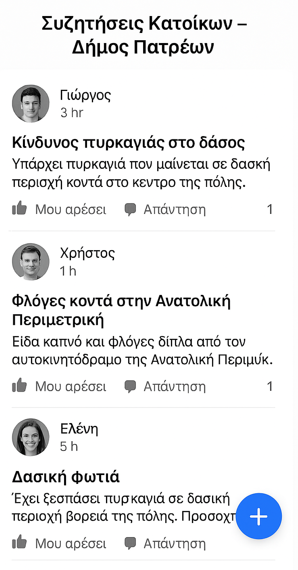 Συζητήσεις Κατοίκων –
Δήμος Πατρέων
Γιώργος
3 hr
Κίνδυνος πυρκαγιάς στο δάσος
Υπάρχει πυρκαγιά πον μαίνεται σε δασκή
περισχή κοντά στο κεντρο της πόλης.
Μου αρέσει Απάντηση 1
Χρήστος
1 h
Φλόγες κοντά στην Ανατολική
Περιμετρική
Είδα καπνό και φλόγες δίπλα από τον
αυτοκινητόδραμο της Ανατολική Περιμύκ.
Μου αρέσει Απάντηση 1
Ελένη
5 h
Δασική Φωτιά
Έχει ξεσπάσει πυρκαγιά σε δασική
περιοχή βορειά της πόλης. Προσοχ
Μου αρέσει Απάντηση